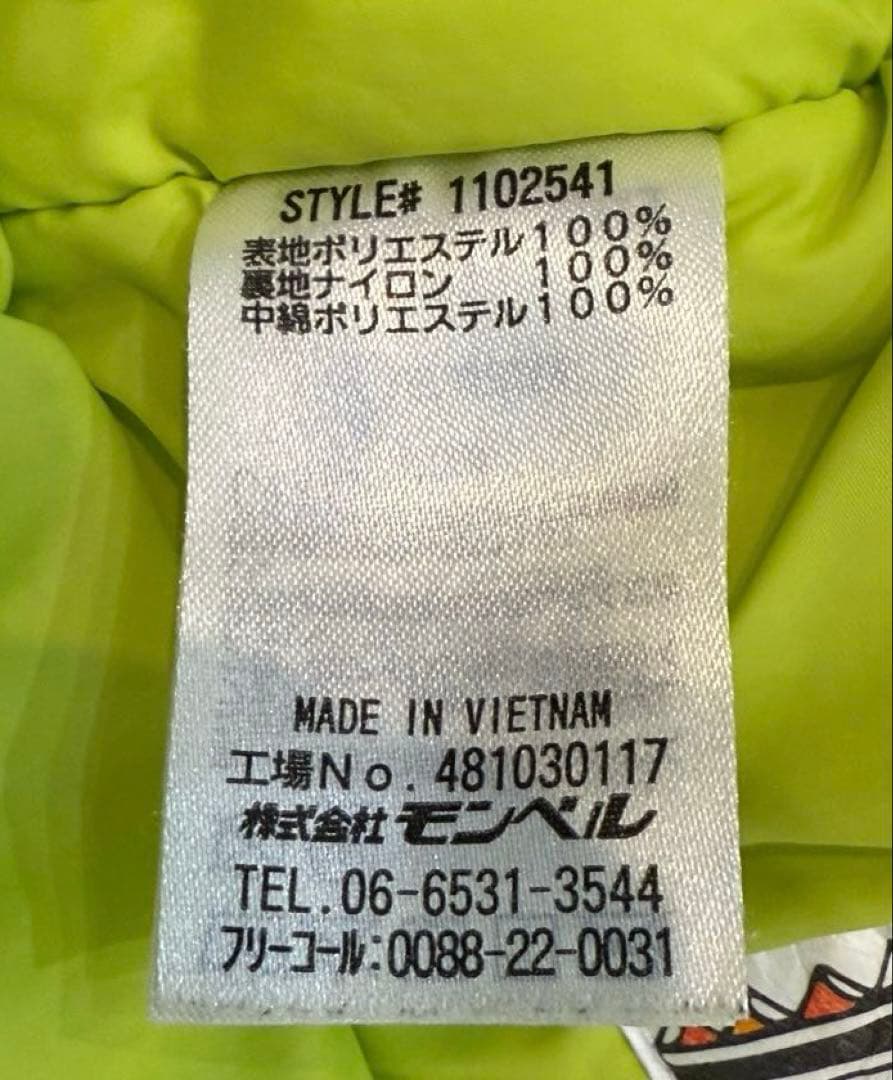 STYLE# 1102541
表地ポリエステル100%
裏地ナイロン 100%
中綿ポリエステル100%
MADE IN VIETNAM
工場No. 481030117
株式会社モンベル
TEL.06-6531-3544
フリーコール:0088-22-0031